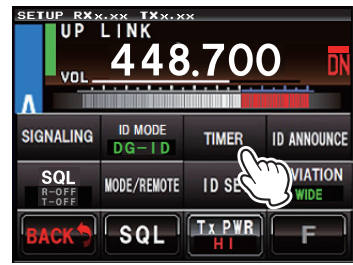 SETUP RXx.xx TXx.xx
UP LINK
VOL 448.700 DN
A
SIGNALING ID MODE TIMER ID ANNOUNCE
DG-ID
SQL MODE/REMOTE ID SE VIATION
R-OFF WIDE
T-OFF
BACK SQL Tx PWR F
HI